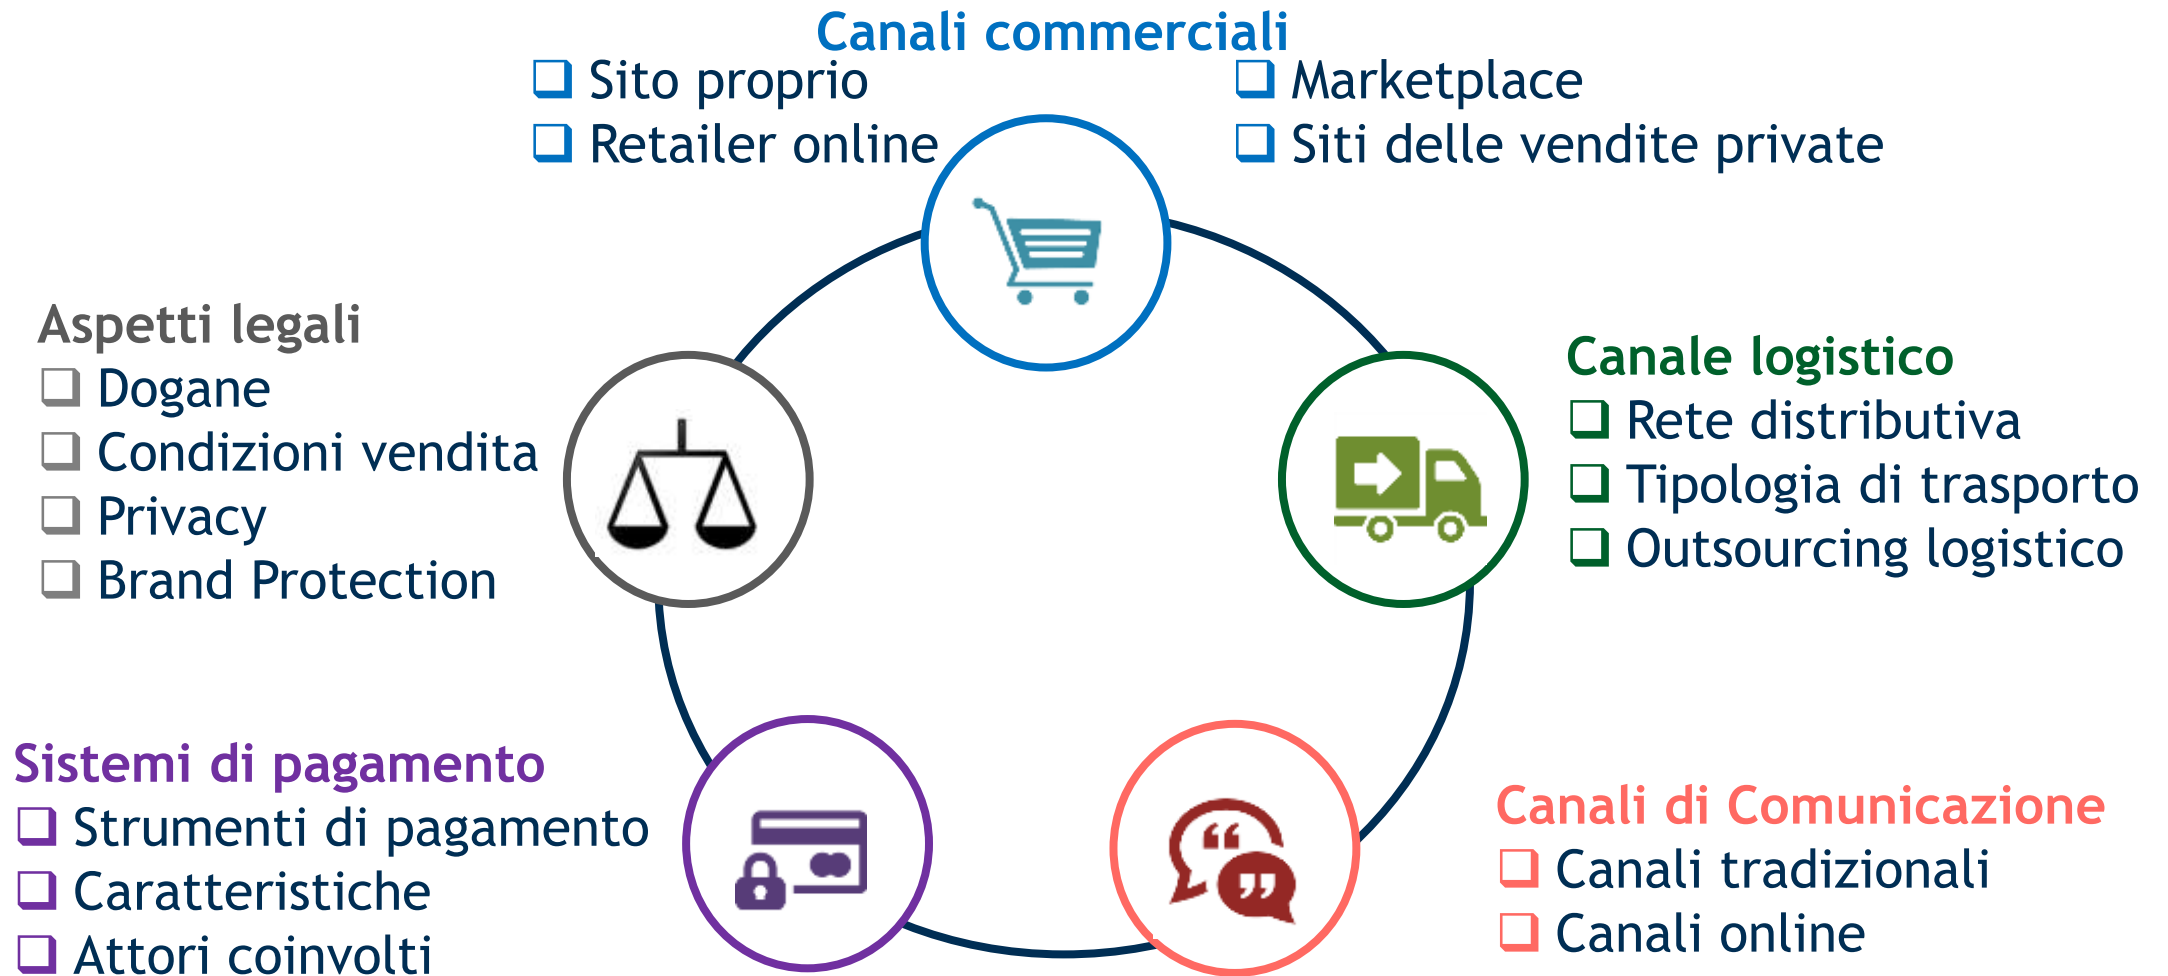 Canali commerciali
Sito proprio
Retailer online
Marketplace
Siti delle vendite private
Aspetti legali
Dogane
Condizioni vendita
Privacy
Brand Protection
Canale logistico
Rete distributiva
Tipologia di trasporto
Outsourcing logistico
Sistemi di pagamento
Strumenti di pagamento
Caratteristiche
Attori coinvolti
Canali di Comunicazione
Canali tradizionali
Canali online